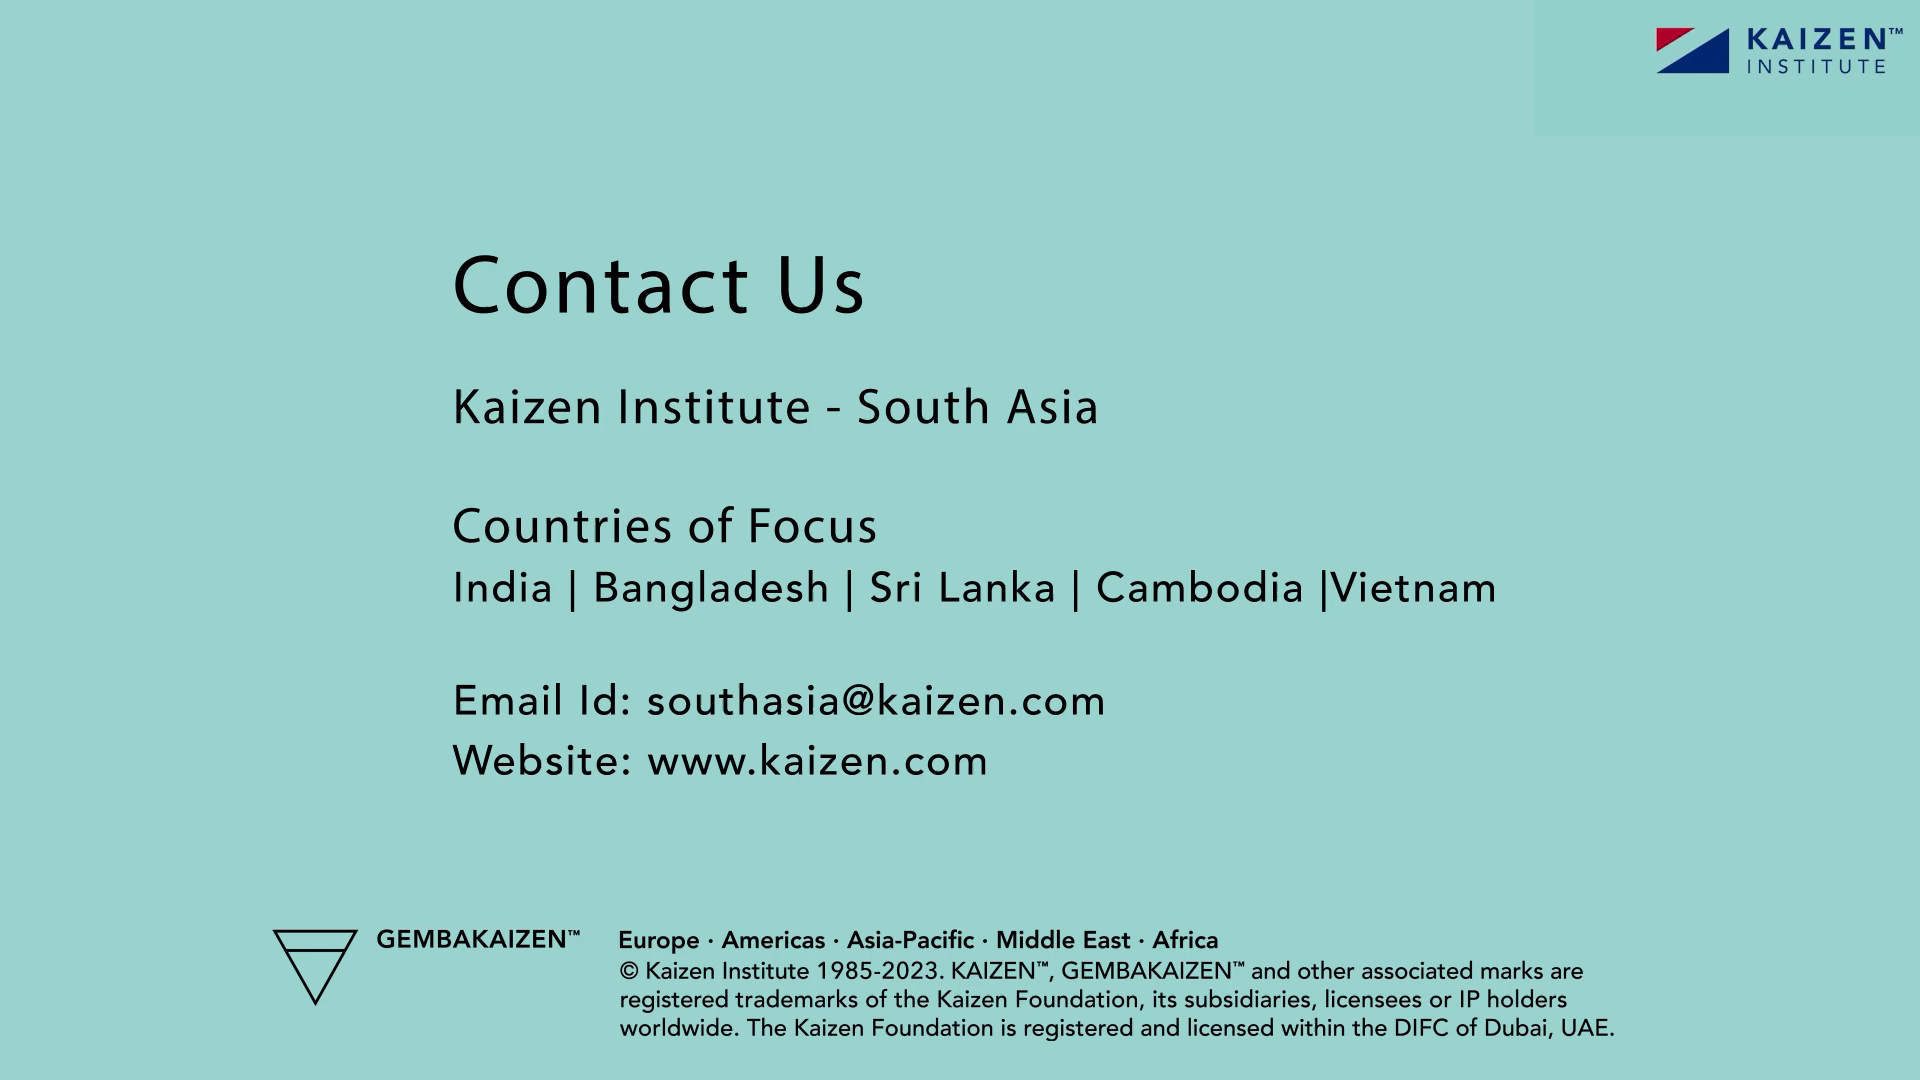 KAIZEN™
INSTITUTE
Contact Us
Kaizen Institute - South Asia
Countries of Focus
India | Bangladesh | Sri Lanka | Cambodia |Vietnam
Email Id: southasia@kaizen.com
Website: www.kaizen.com
GEMBAKAIZEN™
Europe · Americas · Asia-Pacific · Middle East · Africa
© Kaizen Institute 1985-2023. KAIZEN™, GEMBAKAIZEN™ and other associated marks are
registered trademarks of the Kaizen Foundation, its subsidiaries, licensees or IP holders
worldwide. The Kaizen Foundation is registered and licensed within the DIFC of Dubai, UAE.